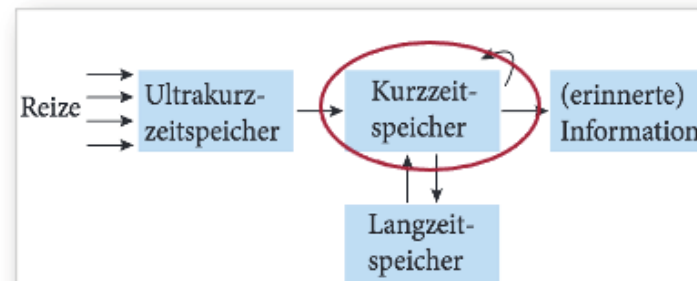 Reize
Ultrakurz-
zeitspeicher
Kurzzeit-
speicher
(erinnerte)
Information
Langzeit-
speicher